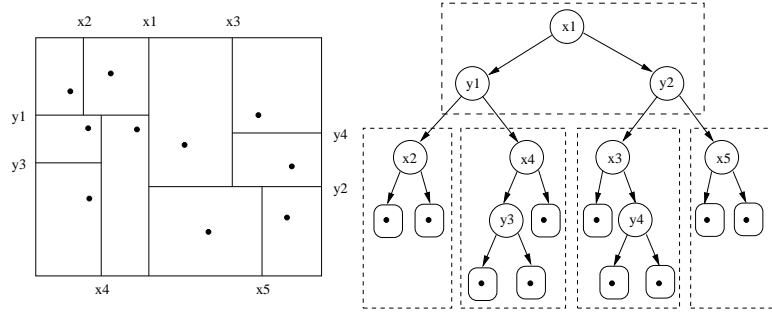 x2 x1 x3
y1
y3
y4
y2
x4 x5
x1
y1 y2
x2 x4 x3 x5
y3 y4